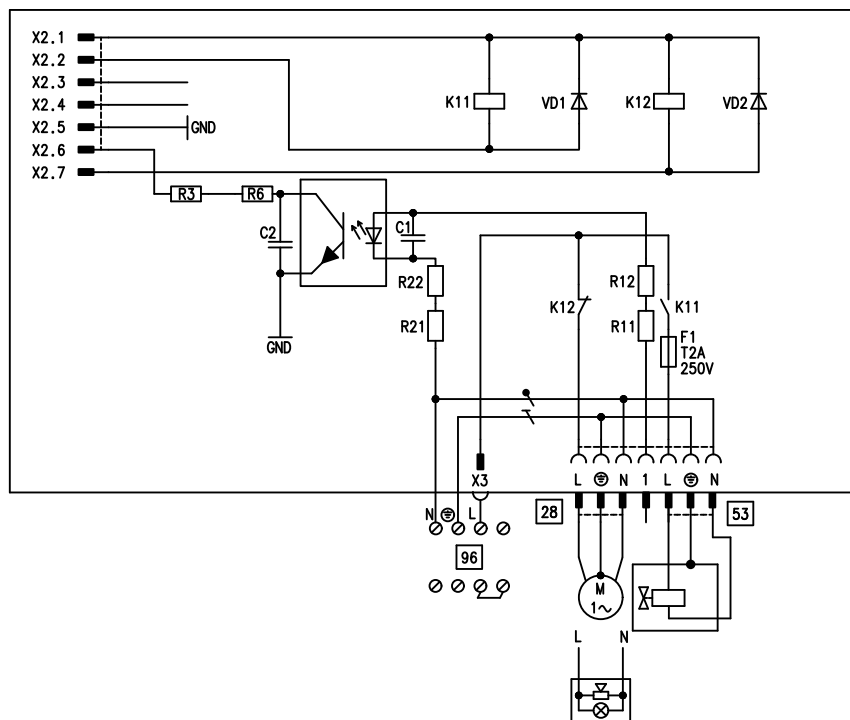 X2.1
X2.2
X2.3
X2.4
X2.5
X2.6
X2.7
GND
K11
VD1
K12
VD2
R3
R6
C2
C1
R22
R21
GND
K12
R12
R11
K11
F1
T2A
250V
X3
L
N
1
L
N
N
L
28
53
96
M
1~
L
N